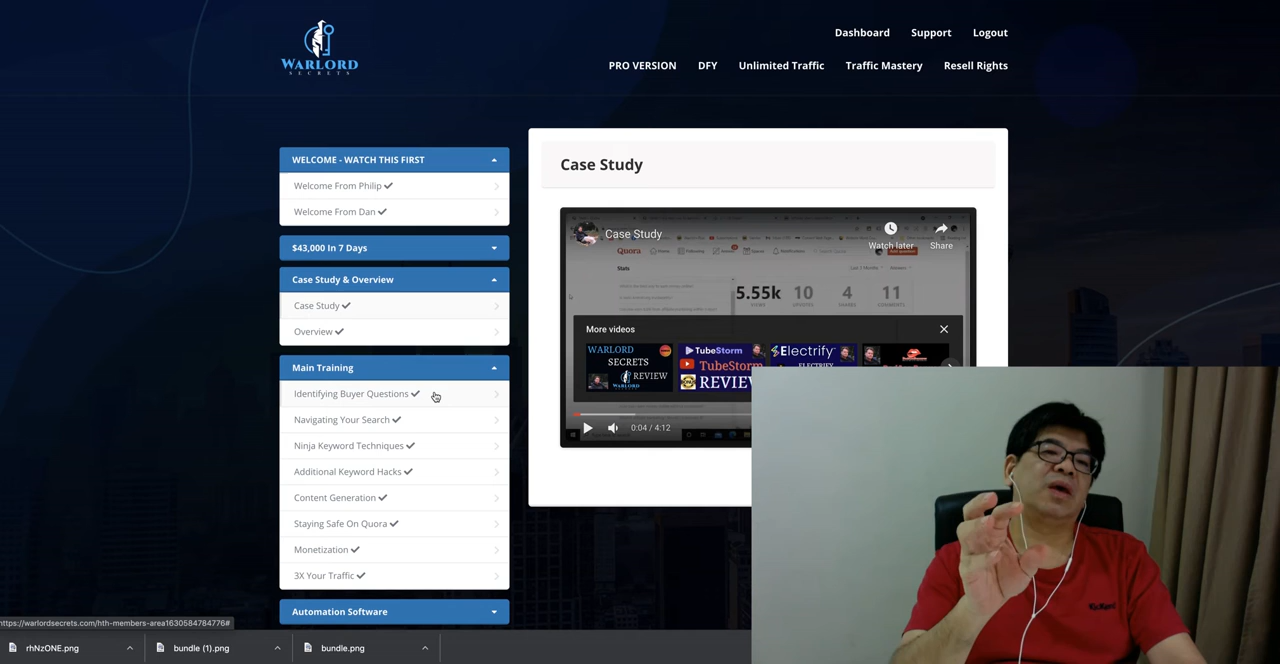 WARLORD
SECRETS
Dashboard
Support
Logout
PRO VERSION
DFY
Unlimited Traffic
Traffic Mastery
Resell Rights
WELCOME - WATCH THIS FIRST
Welcome From Philip
Welcome From Dan
$43,000 In 7 Days
Case Study & Overview
Case Study
Overview
Main Training
Identifying Buyer Questions
Navigating Your Search
Ninja Keyword Techniques
Additional Keyword Hacks
Content Generation
Staying Safe On Quora
Monetization
3X Your Traffic
Automation Software
Case Study
Case Study
Watch later
Share
Quora
Stats
5.55k 10 4 11
More videos
WARLORD
SECRETS
REVIEW
TubeStorm
TubeStorm
REVIEW
Electrify
0:04 / 4:12
https://warlordsecrets.com/hth-members-area1630584784776#
rhNzONE.png
bundle (1).png
bundle.png